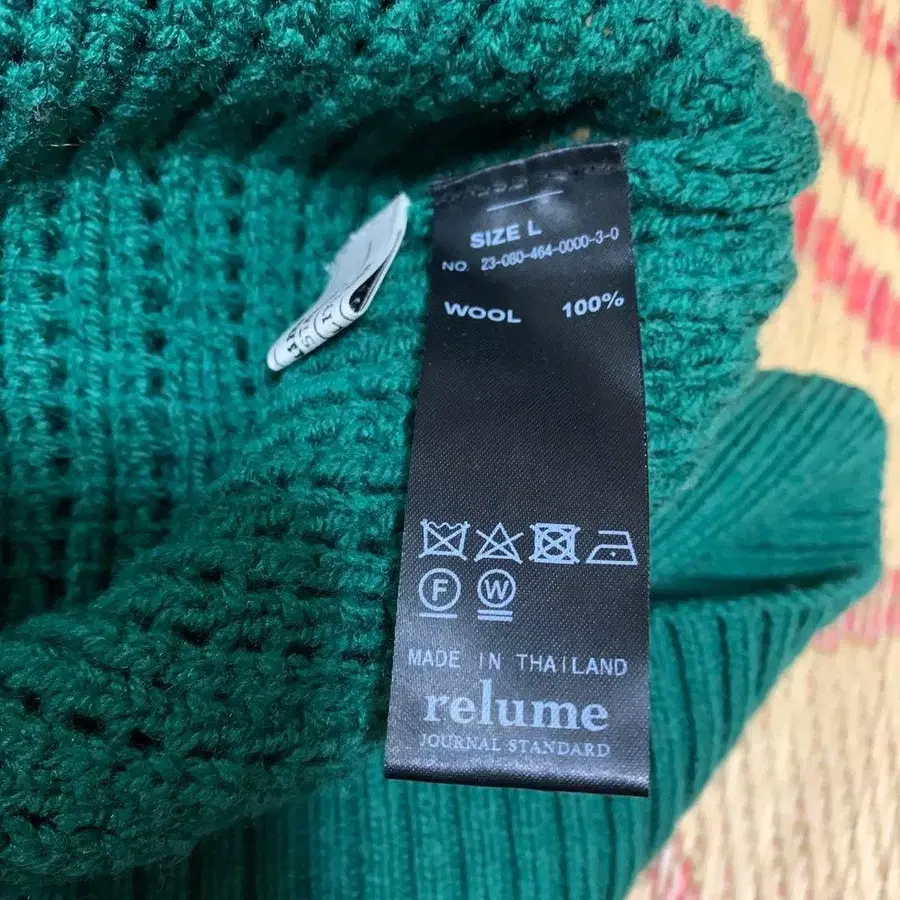 SIZE L
NO. 23-080-464-0000-3-0
WOOL 100%
F W
MADE IN THAILAND
relume
JOURNAL STANDARD